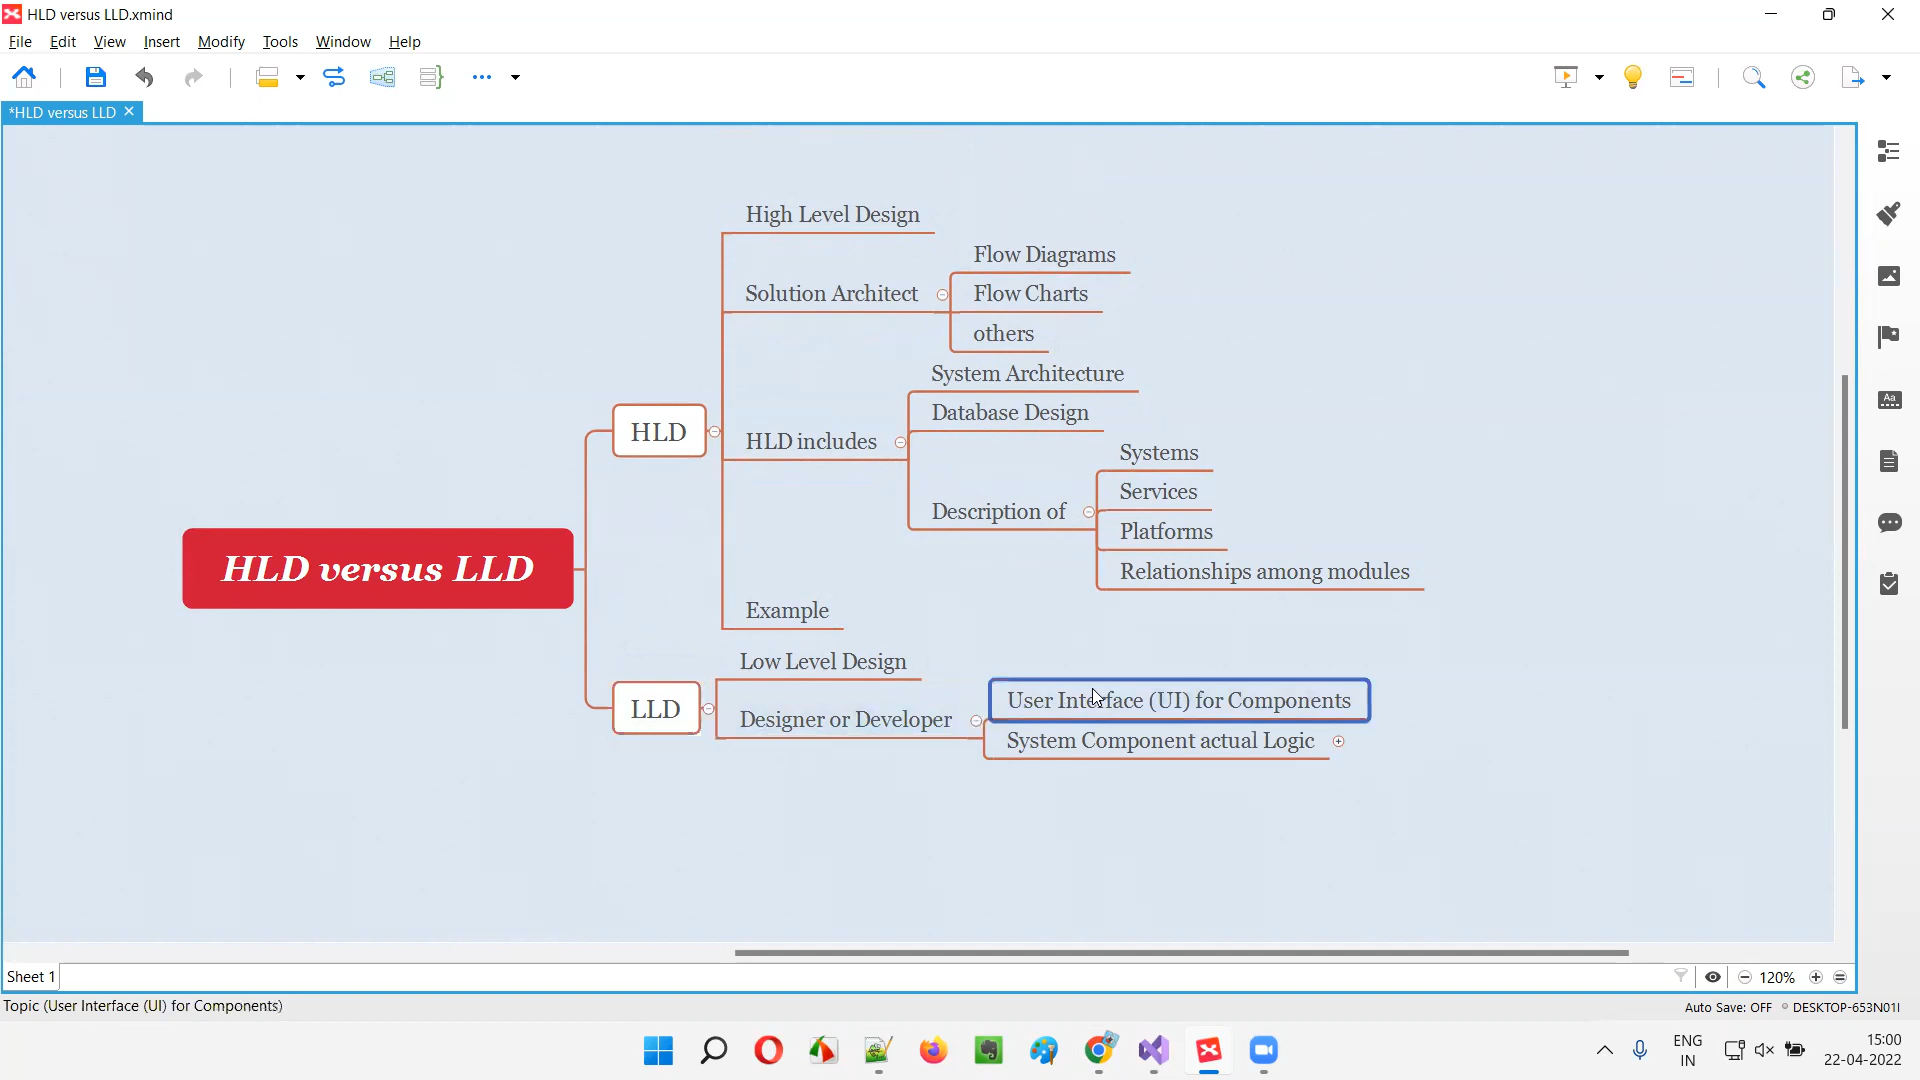 HLD versus LLD.xmind
File Edit View Insert Modify Tools Window Help
*HLD versus LLD
High Level Design
Flow Diagrams
Solution Architect
Flow Charts
others
System Architecture
Database Design
HLD
HLD includes
Systems
Services
Description of
Platforms
Relationships among modules
HLD versus LLD
Example
Low Level Design
LLD
User Interface (UI) for Components
Designer or Developer
System Component actual Logic
Aa
Sheet 1
120%
Topic (User Interface (UI) for Components)
Auto Save: OFF DESKTOP-653N01I
ENG
IN
15:00
22-04-2022